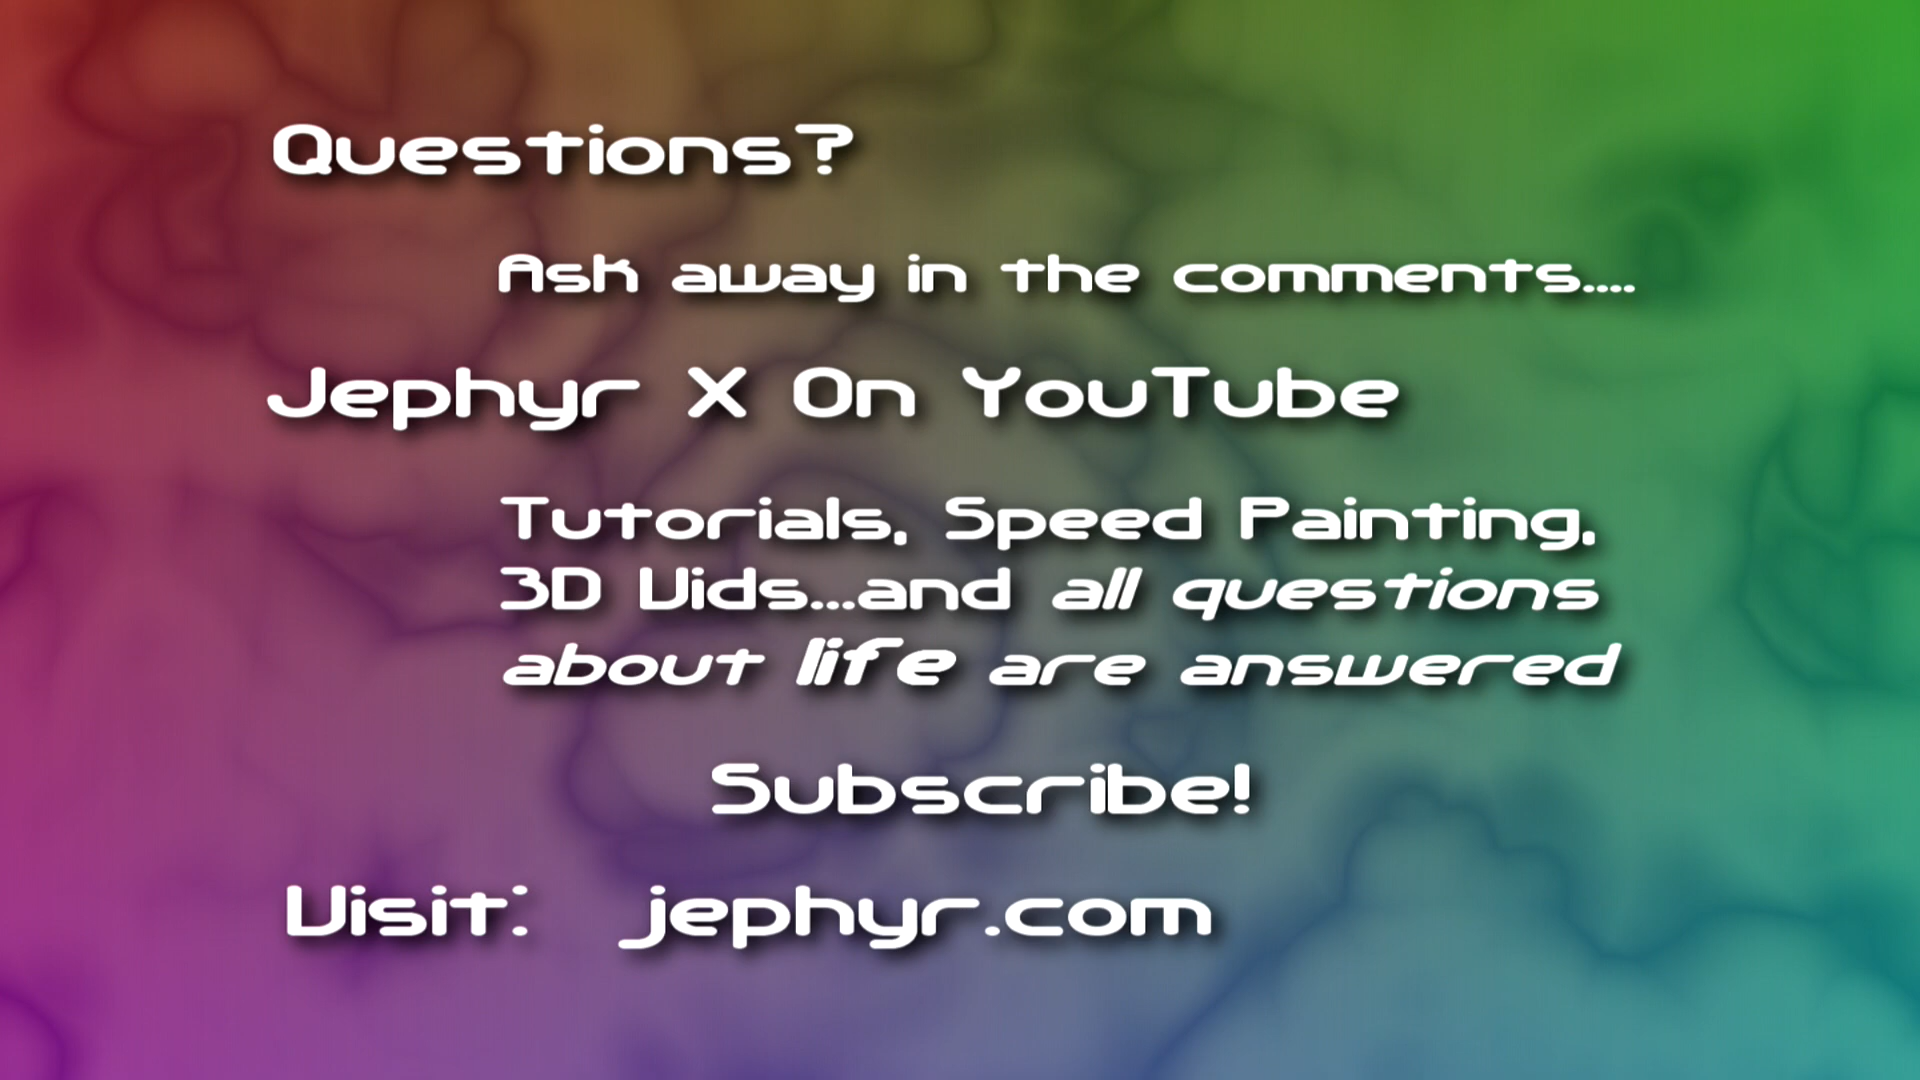 Questions?
Ask away in the comments....
Jephyr X On YouTube
Tutorials, Speed Painting,
3D Vids...and all questions
about life are answered
Subscribe!
Visit: jephyr.com